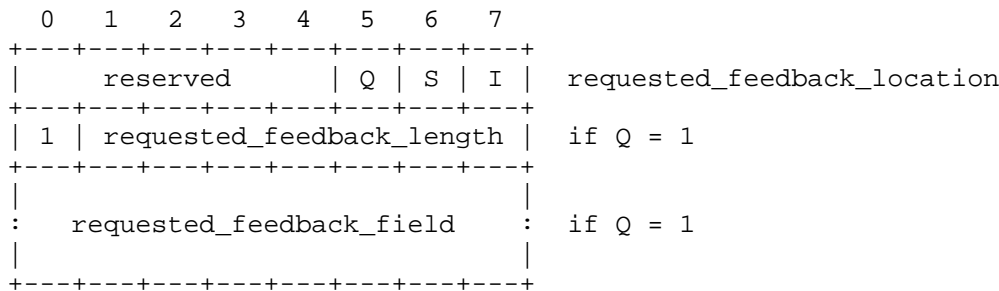 0   1   2   3   4   5   6   7
+---+---+---+---+---+---+---+---+
|      reserved     | Q | S | I |  requested_feedback_location
+---+---+---+---+---+---+---+---+
| 1 | requested_feedback_length |  if Q = 1
+---+---+---+---+---+---+---+---+
|                               |
:   requested_feedback_field    :  if Q = 1
|                               |
+---+---+---+---+---+---+---+---+